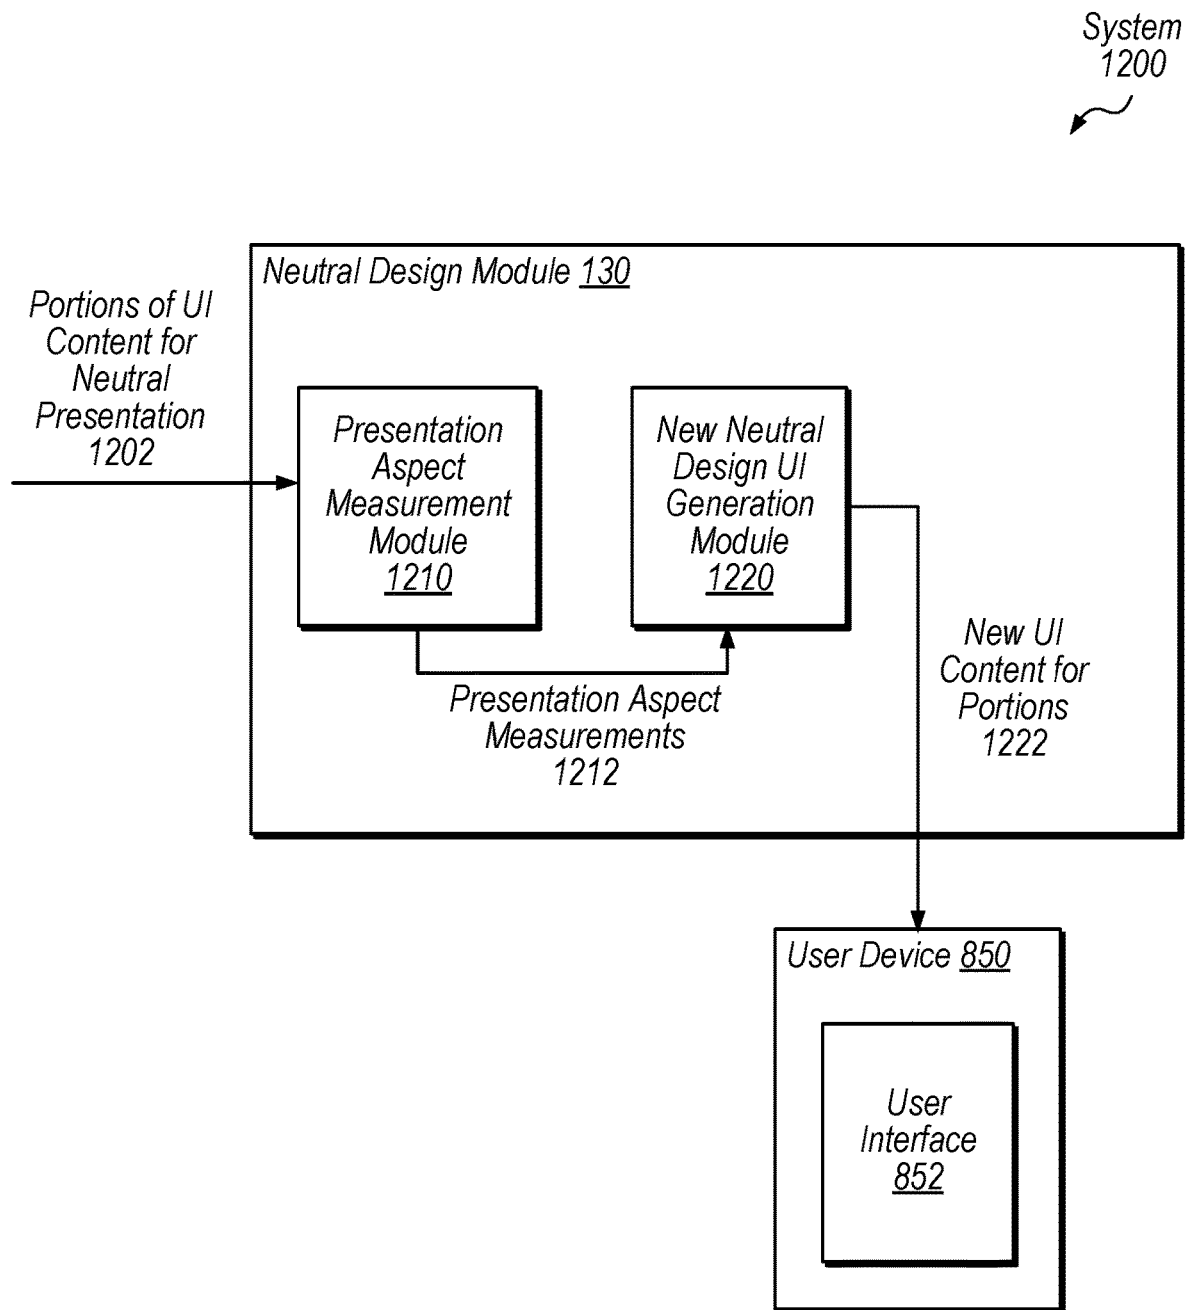 System
1200
Neutral Design Module 130
Portions of UI
Content for
Neutral
Presentation
1202
Presentation
Aspect
Measurement
Module
1210
New Neutral
Design UI
Generation
Module
1220
Presentation Aspect
Measurements
1212
New UI
Content for
Portions
1222
User Device 850
User
Interface
852